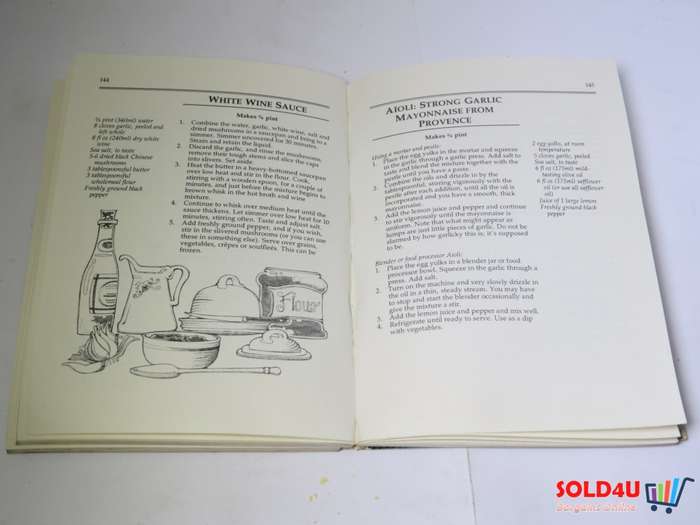 144
WHITE WINE SAUCE
Makes ¾ pint
8 cloves garlic, peeled and
left whole
8 fl oz (240ml) dry white
wine
Sea salt, to taste
5-6 dried black Chinese
mushrooms
3 tablespoonsful butter
3 tablespoonsful
wholemeal flour
Freshly ground black
pepper
1. Combine the water, garlic, white wine, salt and
dried mushrooms in a saucepan and bring to a
simmer. Simmer uncovered for 30 minutes.
Strain and retain the liquid.
2. Discard the garlic, and rinse the mushrooms,
remove their tough stems and slice the caps
into slivers. Set aside.
3. Heat the butter in a heavy-bottomed saucepan
over low heat and stir in the flour. Cook,
stirring with a wooden spoon, for a couple of
minutes, and just before the mixture begins to
brown whisk in the hot broth and wine
mixture.
4. Continue to whisk over medium heat until the
sauce thickens. Let simmer over low heat for 10
minutes, stirring often. Taste and adjust salt.
5. Add freshly ground pepper, and if you wish,
stir in the slivered mushrooms (or you can use
these in something else). Serve over grains,
vegetables, crêpes or soufflés. This can be
frozen.
Flour
145
AÏOLI: STRONG GARLIC
MAYONNAISE FROM
PROVENCE
Makes ¾ pint
Using a mortar and pestle:
1. Place the egg yolks in the mortar and squeeze
in the garlic through a garlic press. Add salt to
taste and blend the mixture together with the
pestle until you have a paste.
2. Combine the oils and drizzle in by the
tablespoonful, stirring vigorously with the
pestle after each addition, until all the oil is
incorporated and you have a smooth, thick
mayonnaise.
3. Add the lemon juice and pepper and continue
to stir vigorously until the mayonnaise is
uniform. Note that what might appear as
lumps are just little pieces of garlic. Do not be
alarmed by how garlicky this is; it's supposed
to be.
2 egg yolks, at room
temperature
5 cloves garlic, peeled
Sea salt, to taste
6 fl oz (175ml) mild-
tasting olive oil
6 fl oz (175ml) safflower
oil (or use all safflower
oil)
Juice of 1 large lemon
Freshly ground black
pepper
Blender or food processor Aioli:
1. Place the egg yolks in a blender jar or food
processor bowl. Squeeze in the garlic through a
press. Add salt.
2. Turn on the machine and very slowly drizzle in
the oil in a thin, steady stream. You may have
to stop and start the blender occasionally and
give the mixture a stir.
3. Add the lemon juice and pepper and mix well.
4. Refrigerate until ready to serve. Use as a dip
with vegetables.
SOLD4U
Bargains Online